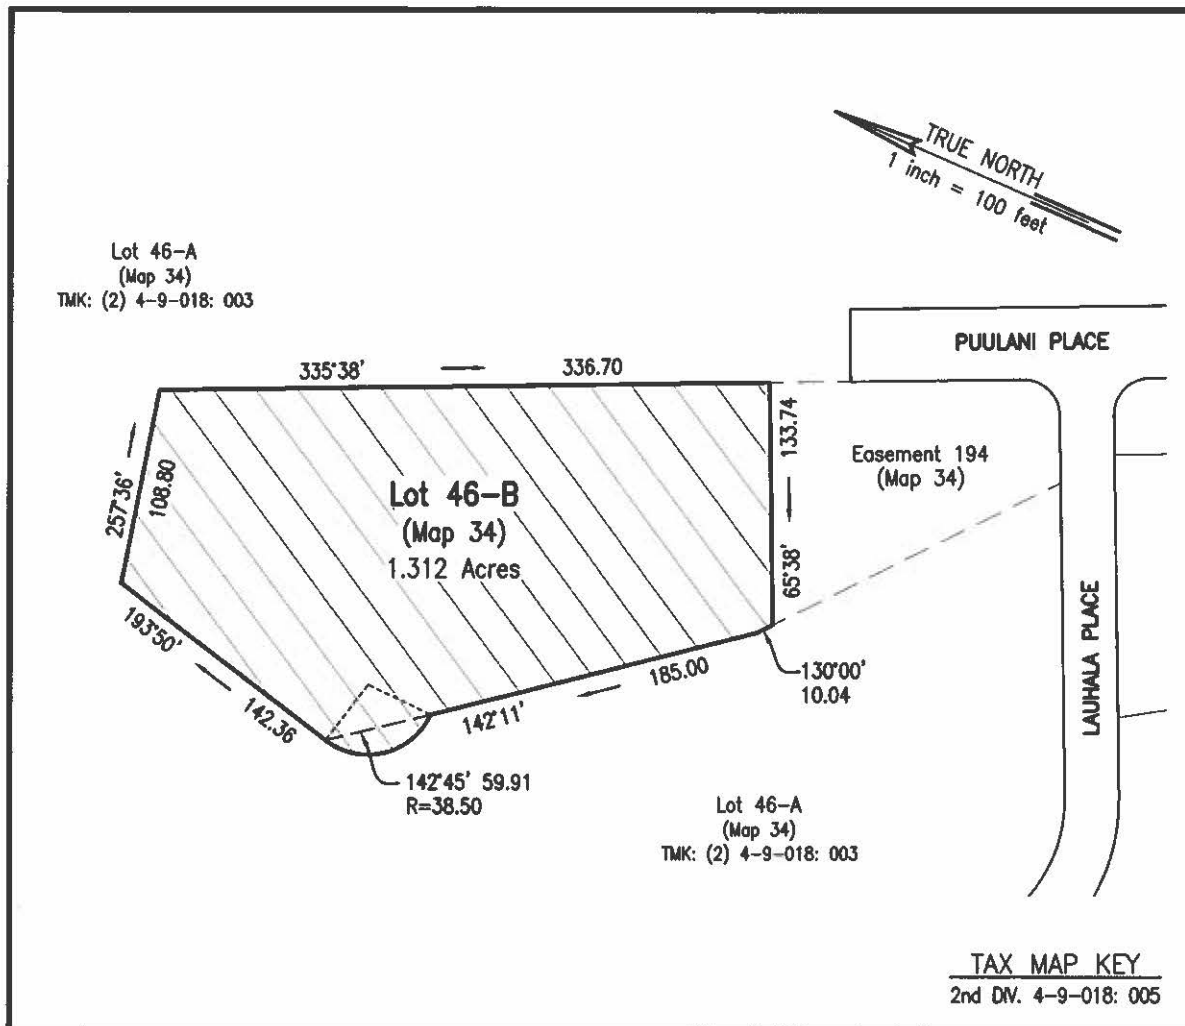 TRUE NORTH
1 inch = 100 feet
Lot 46-A
(Map 34)
TMK: (2) 4-9-018: 003
PUULANI PLACE
335°38'
336.70
133.74
65°38'
Easement 194
(Map 34)
257°36'
108.80
Lot 46-B
(Map 34)
1.312 Acres
193°50'
142.36
142°11'
185.00
130°00'
10.04
LAUHALA PLACE
142°45' 59.91
R=38.50
Lot 46-A
(Map 34)
TMK: (2) 4-9-018: 003
TAX MAP KEY
2nd DIV. 4-9-018: 005